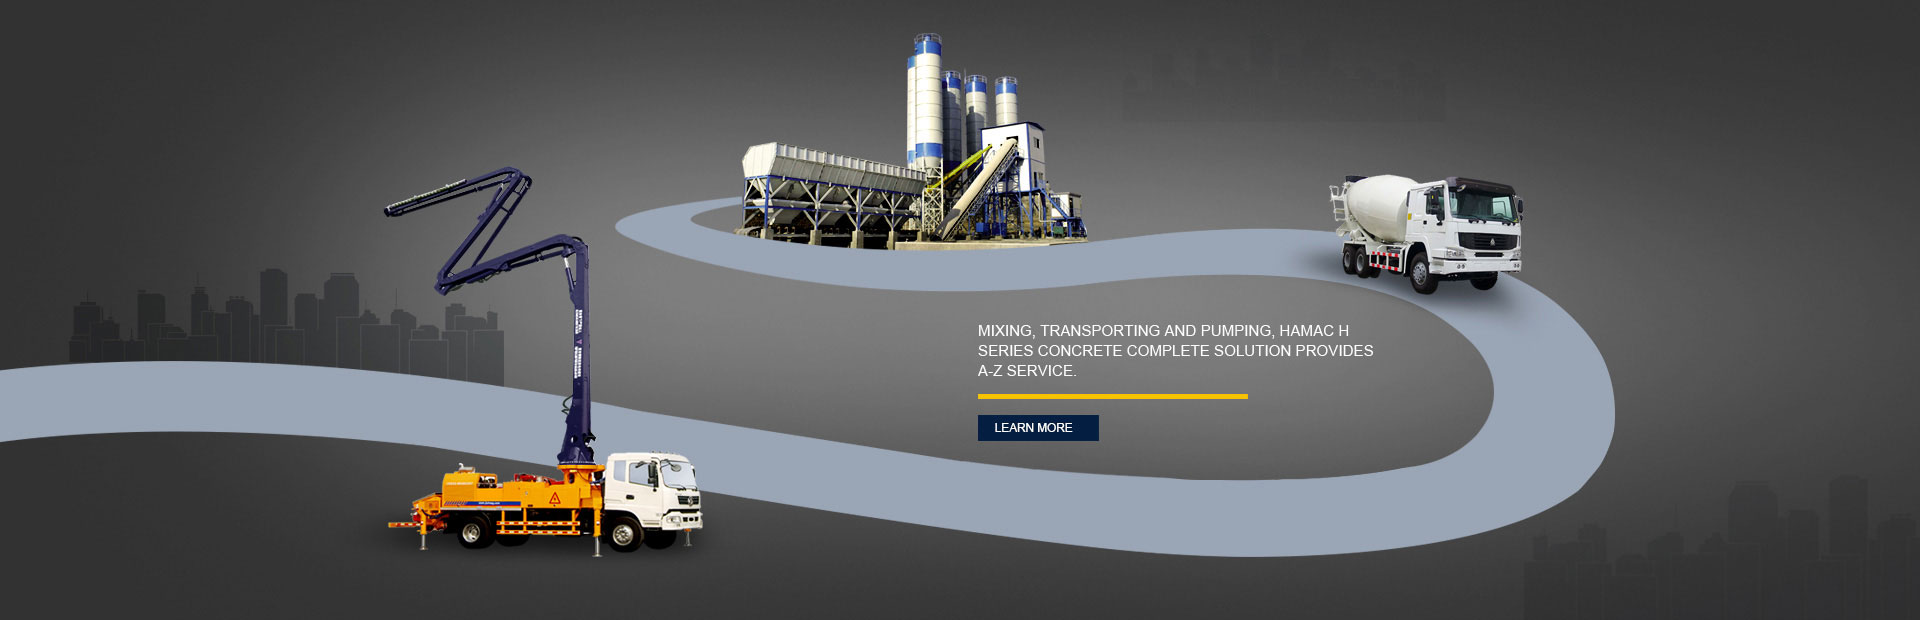 MIXING, TRANSPORTING AND PUMPING, HAMAC H
SERIES CONCRETE COMPLETE SOLUTION PROVIDES
A-Z SERVICE.
LEARN MORE